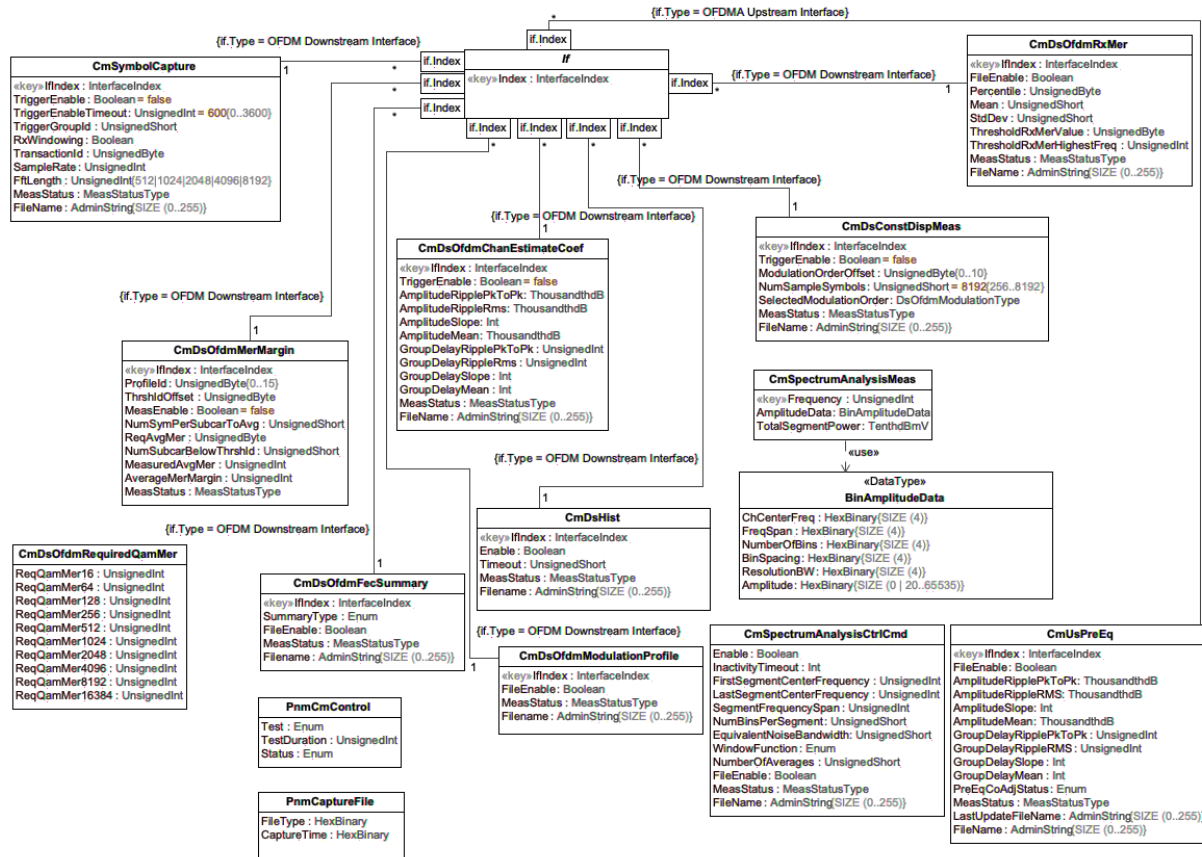 {if.Type = OFDMA Upstream Interface}
*
{if.Type = OFDM Downstream Interface}
if.Index
CmSymbolCapture
«key»IfIndex : InterfaceIndex
TriggerEnable : Boolean = false
TriggerEnableTimeout : UnsignedInt = 600{0..3600}
TriggerGroupId : UnsignedShort
RxWindowing : Boolean
TransactionId : UnsignedByte
SampleRate : UnsignedInt
FftLength : UnsignedInt{512|1024|2048|4096|8192}
MeasStatus : MeasStatusType
FileName : AdminString{SIZE (0..255)}
1
*
if.Index
*
if.Index
*
if.Index
If
«key»Index : InterfaceIndex
if.Index
*
{if.Type = OFDM Downstream Interface}
1
if.Index
if.Index
if.Index
if.Index
*
*
*
*
CmDsOfdmRxMer
«key»IfIndex : InterfaceIndex
FileEnable : Boolean
Percentile : UnsignedByte
Mean : UnsignedShort
StdDev : UnsignedShort
ThresholdRxMerValue : UnsignedByte
ThresholdRxMerHighestFreq : UnsignedInt
MeasStatus : MeasStatusType
FileName : AdminString{SIZE (0..255)}
{if.Type = OFDM Downstream Interface}
1
CmDsConstDispMeas
«key»IfIndex : InterfaceIndex
TriggerEnable : Boolean = false
ModulationOrderOffset : UnsignedByte{0..10}
NumSampleSymbols : UnsignedShort = 8192{256..8192}
SelectedModulationOrder : DsOfdmModulationType
MeasStatus : MeasStatusType
FileName : AdminString{SIZE (0..255)}
{if.Type = OFDM Downstream Interface}
1
CmDsOfdmChanEstimateCoef
«key»IfIndex : InterfaceIndex
TriggerEnable : Boolean = false
AmplitudeRipplePkToPk : ThousandthdB
AmplitudeRippleRms : ThousandthdB
AmplitudeSlope : Int
AmplitudeMean : ThousandthdB
GroupDelayRipplePkToPk : UnsignedInt
GroupDelayRippleRms : UnsignedInt
GroupDelaySlope : Int
GroupDelayMean : Int
MeasStatus : MeasStatusType
FileName : AdminString{SIZE (0..255)}
{if.Type = OFDM Downstream Interface}
1
CmDsOfdmMerMargin
«key»IfIndex : InterfaceIndex
ProfileId : UnsignedByte{0..15}
ThrshldOffset : UnsignedByte
MeasEnable : Boolean = false
NumSymPerSubcarToAvg : UnsignedShort
ReqAvgMer : UnsignedByte
NumSubcarBelowThrshld : UnsignedShort
MeasuredAvgMer : UnsignedInt
AverageMerMargin : UnsignedInt
MeasStatus : MeasStatusType
CmSpectrumAnalysisMeas
«key»Frequency : UnsignedInt
AmplitudeData : BinAmplitudeData
TotalSegmentPower : TenthdBmV
«use»
«DataType»
BinAmplitudeData
ChCenterFreq : HexBinary{SIZE (4)}
FreqSpan : HexBinary{SIZE (4)}
NumberOfBins : HexBinary{SIZE (4)}
BinSpacing : HexBinary{SIZE (4)}
ResolutionBW : HexBinary{SIZE (4)}
Amplitude : HexBinary{SIZE (0 | 20..65535)}
{if.Type = OFDM Downstream Interface}
1
CmDsHist
«key»IfIndex : InterfaceIndex
Enable : Boolean
Timeout : UnsignedShort
MeasStatus : MeasStatusType
Filename : AdminString{SIZE (0..255)}
{if.Type = OFDM Downstream Interface}
1
CmDsOfdmRequiredQamMer
ReqQamMer16 : UnsignedInt
ReqQamMer64 : UnsignedInt
ReqQamMer128 : UnsignedInt
ReqQamMer256 : UnsignedInt
ReqQamMer512 : UnsignedInt
ReqQamMer1024 : UnsignedInt
ReqQamMer2048 : UnsignedInt
ReqQamMer4096 : UnsignedInt
ReqQamMer8192 : UnsignedInt
ReqQamMer16384 : UnsignedInt
CmDsOfdmFecSummary
«key»IfIndex : InterfaceIndex
SummaryType : Enum
FileEnable : Boolean
MeasStatus : MeasStatusType
Filename : AdminString{SIZE (0..255)}
{if.Type = OFDM Downstream Interface}
1
CmDsOfdmModulationProfile
«key»IfIndex : InterfaceIndex
FileEnable : Boolean
MeasStatus : MeasStatusType
Filename : AdminString{SIZE (0..255)}
CmSpectrumAnalysisCtrlCmd
Enable : Boolean
InactivityTimeout : Int
FirstSegmentCenterFrequency : UnsignedInt
LastSegmentCenterFrequency : UnsignedInt
SegmentFrequencySpan : UnsignedInt
NumBinsPerSegment : UnsignedShort
EquivalentNoiseBandwidth : UnsignedShort
WindowFunction : Enum
NumberOfAverages : UnsignedShort
FileEnable : Boolean
MeasStatus : MeasStatusType
FileName : AdminString{SIZE (0..255)}
1
CmUsPreEq
«key»IfIndex : InterfaceIndex
FileEnable : Boolean
AmplitudeRipplePkToPk : ThousandthdB
AmplitudeRippleRMS : ThousandthdB
AmplitudeSlope : Int
AmplitudeMean : ThousandthdB
GroupDelayRipplePkToPk : UnsignedInt
GroupDelayRippleRMS : UnsignedInt
GroupDelaySlope : Int
GroupDelayMean : Int
PreEqCoAdjStatus : Enum
MeasStatus : MeasStatusType
LastUpdateFileName : AdminString{SIZE (0..255)}
FileName : AdminString{SIZE (0..255)}
PnmCmControl
Test : Enum
TestDuration : UnsignedInt
Status : Enum
PnmCaptureFile
FileType : HexBinary
CaptureTime : HexBinary